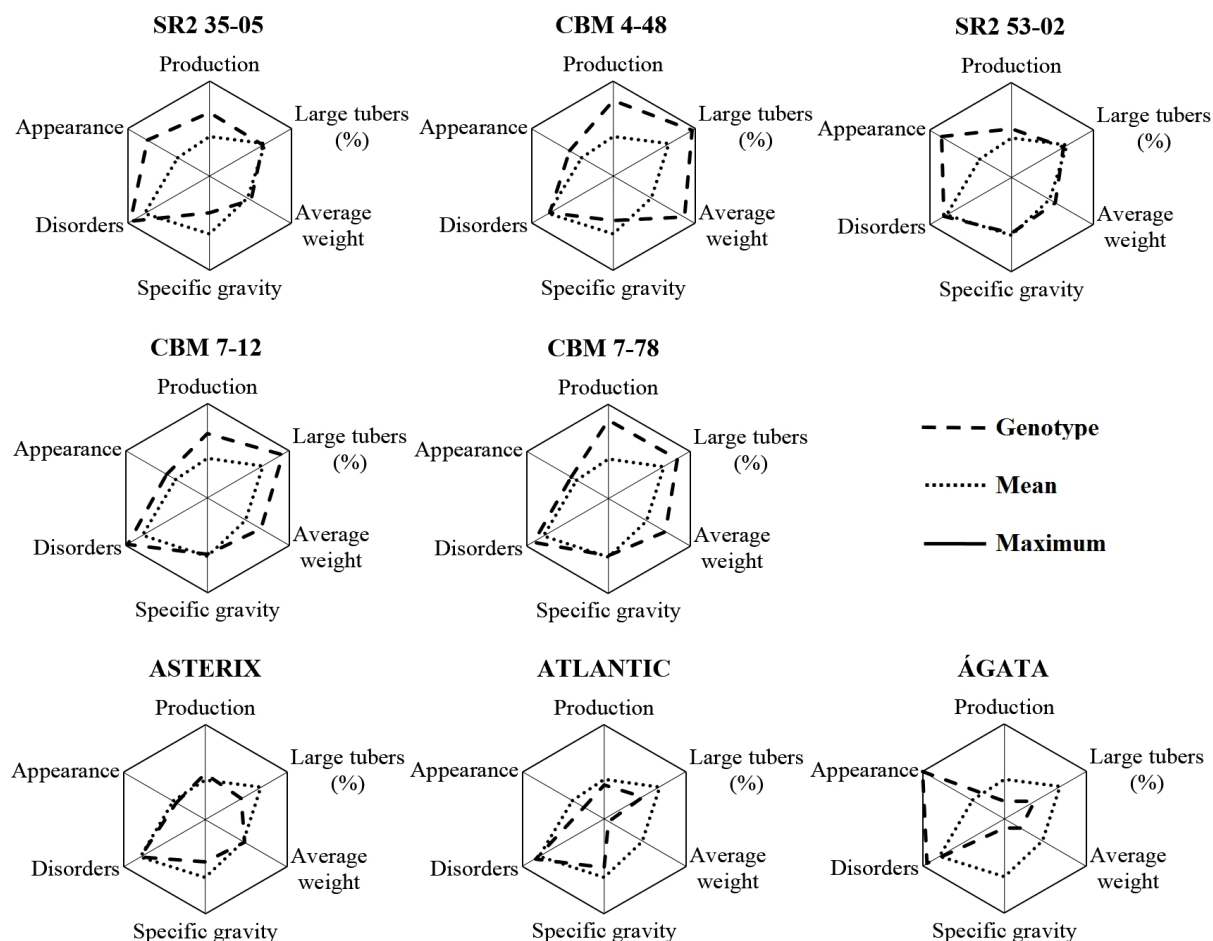 SR2 35-05
Production
Appearance
Large tubers
(%)
Disorders
Average
weight
Specific gravity
CBM 4-48
Production
Appearance
Large tubers
(%)
Disorders
Average
weight
Specific gravity
SR2 53-02
Production
Appearance
Large tubers
(%)
Disorders
Average
weight
Specific gravity
CBM 7-12
Production
Appearance
Large tubers
(%)
Disorders
Average
weight
Specific gravity
CBM 7-78
Production
Appearance
Large tubers
(%)
Disorders
Average
weight
Specific gravity
Genotype
Mean
Maximum
ASTERIX
Production
Appearance
Large tubers
(%)
Disorders
Average
weight
Specific gravity
ATLANTIC
Production
Appearance
Large tubers
(%)
Disorders
Average
weight
Specific gravity
ÁGATA
Production
Appearance
Large tubers
(%)
Disorders
Average
weight
Specific gravity